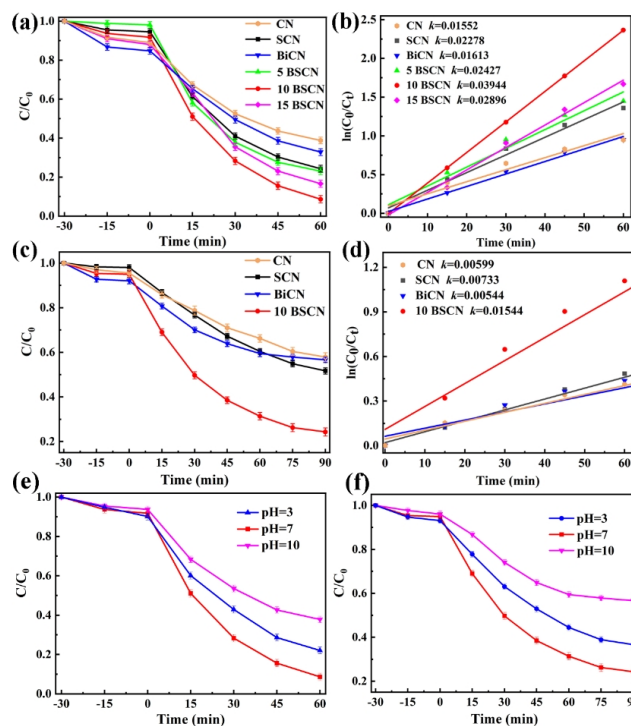 (a)
CN
SCN
BiCN
5 BSCN
10 BSCN
15 BSCN
C/C0
1.0
0.8
0.6
0.4
0.2
0.0
-30 -15 0 15 30 45 60
Time (min)
(b)
CN k=0.01552
SCN k=0.02278
BiCN k=0.01613
5 BSCN k=0.02427
10 BSCN k=0.03944
15 BSCN k=0.02896
ln(C0/Ct)
2.5
2.0
1.5
1.0
0.5
0.0
0 15 30 45 60
Time (min)
(c)
CN
SCN
BiCN
10 BSCN
C/C0
1.0
0.8
0.6
0.4
0.2
-30 -15 0 15 30 45 60 75 90
Time (min)
(d)
CN k=0.00599
SCN k=0.00733
BiCN k=0.00544
10 BSCN k=0.01544
ln(C0/Ct)
1.2
0.9
0.6
0.3
0.0
0 15 30 45 60
Time (min)
(e)
pH=3
pH=7
pH=10
C/C0
1.0
0.8
0.6
0.4
0.2
0.0
-30 -15 0 15 30 45 60
Time (min)
(f)
pH=3
pH=7
pH=10
C/C0
1.0
0.8
0.6
0.4
0.2
-30 -15 0 15 30 45 60 75
Time (min)